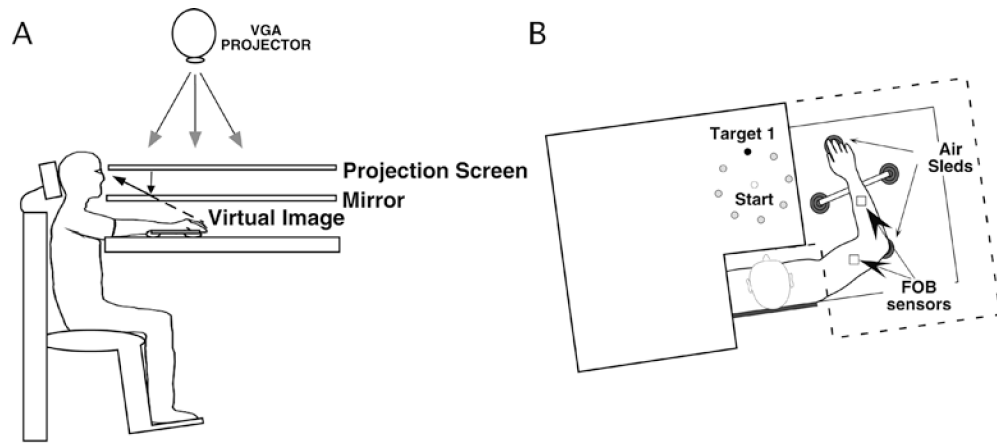 A
VGA
PROJECTOR
Projection Screen
Mirror
Virtual Image
B
Target 1
Start
Air
Sleds
FOB
sensors